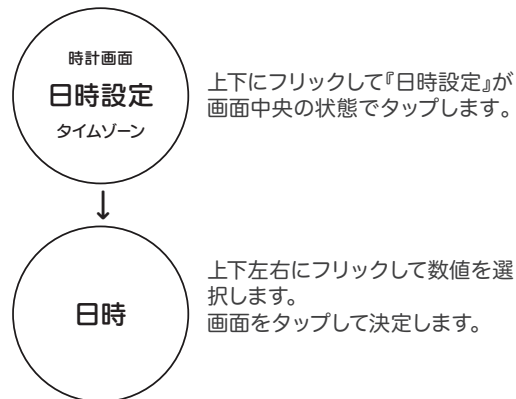 時計画面
日時設定
タイムゾーン
上下にフリックして『日時設定』が
画面中央の状態でタップします。
↓
日時
上下左右にフリックして数値を選
択します。
画面をタップして決定します。